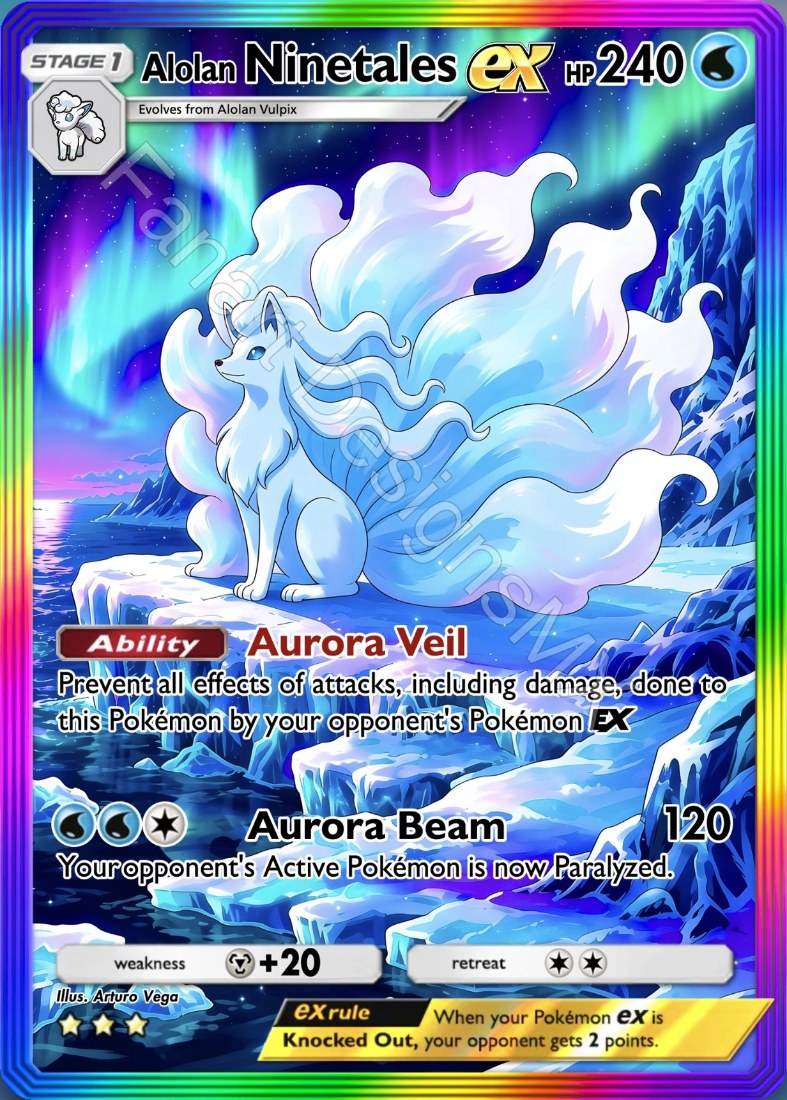 STAGE 1
Alolan Ninetales ex HP 240
Evolves from Alolan Vulpix
Ability Aurora Veil
Prevent all effects of attacks, including damage, done to
this Pokémon by your opponent's Pokémon EX
Aurora Beam 120
Your opponent's Active Pokémon is now Paralyzed.
weakness +20
retreat
Illus. Arturo Vega
ex rule When your Pokémon ex is
Knocked Out, your opponent gets 2 points.